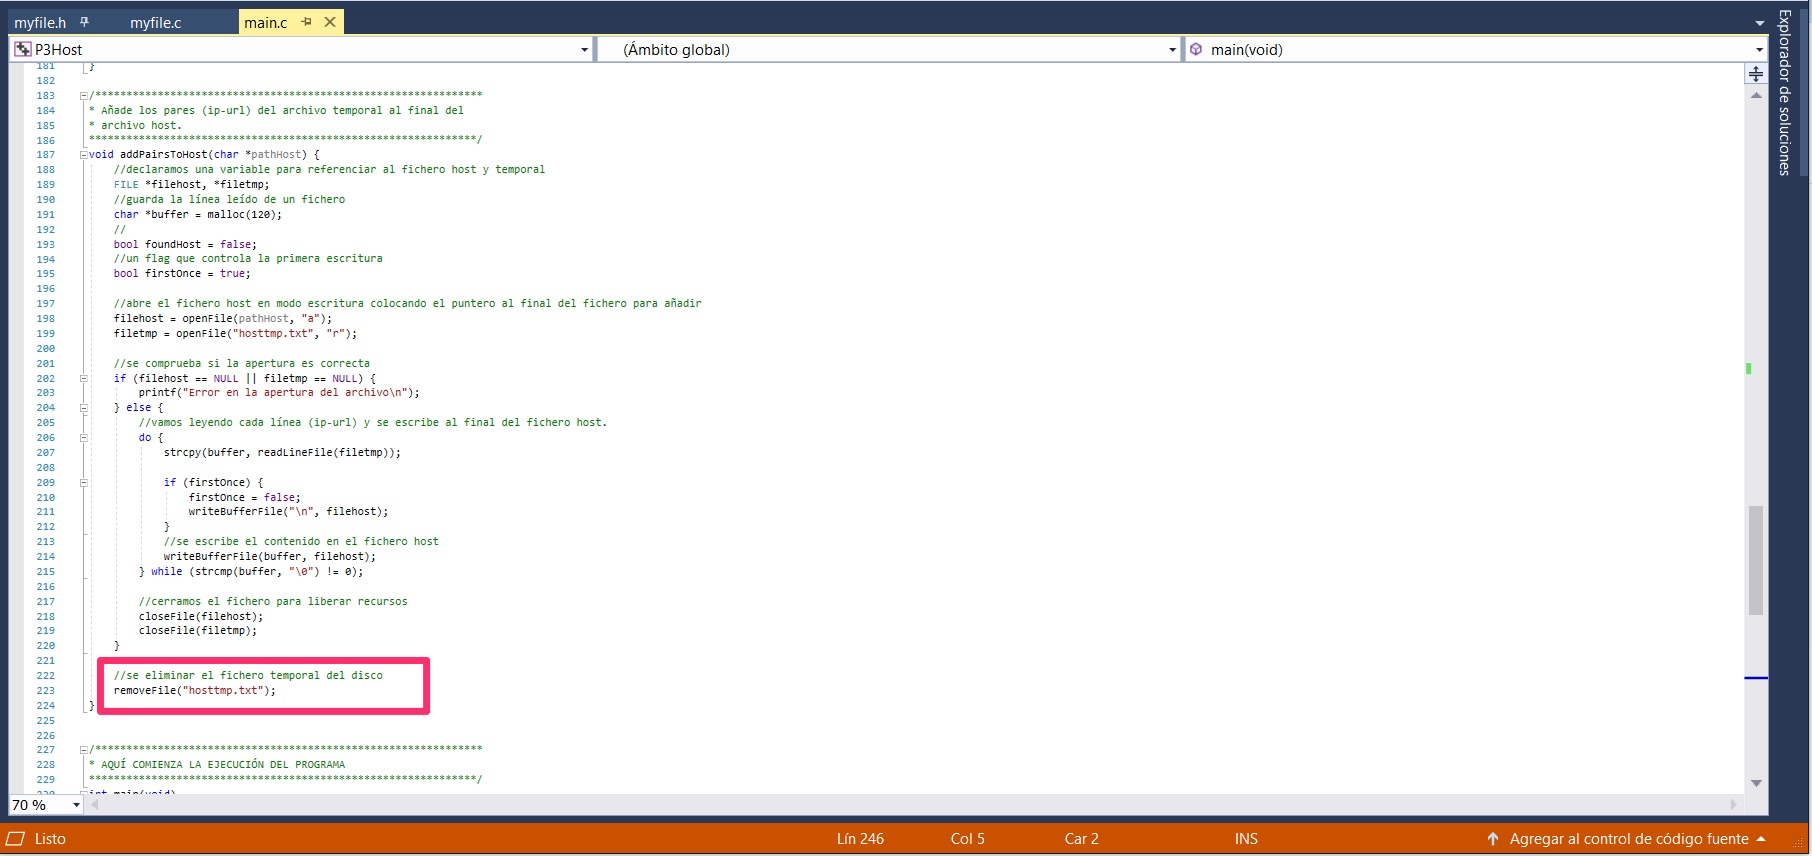 myfile.h
myfile.c
main.c
Explorador de soluciones
P3Host
(Ámbito global)
main(void)
181 }
182
183 /**************************************************************
184 * Añade los pares (ip-url) del archivo temporal al final del
185 * archivo host.
186 **************************************************************/
187 void addPairsToHost(char *pathHost) {
188 //declaramos una variable para referenciar al fichero host y temporal
189 FILE *filehost, *filetmp;
190 //guarda la línea leído de un fichero
191 char *buffer = malloc(120);
192 //
193 bool foundHost = false;
194 //un flag que controla la primera escritura
195 bool firstOnce = true;
196
197 //abre el fichero host en modo escritura colocando el puntero al final del fichero para añadir
198 filehost = openFile(pathHost, "a");
199 filetmp = openFile("hosttmp.txt", "r");
200
201 //se comprueba si la apertura es correcta
202 if (filehost == NULL || filetmp == NULL) {
203 printf("Error en la apertura del archivo\n");
204 } else {
205 //vamos leyendo cada línea (ip-url) y se escribe al final del fichero host.
206 do {
207 strcpy(buffer, readLineFile(filetmp));
208
209 if (firstOnce) {
210 firstOnce = false;
211 writeBufferFile("\n", filehost);
212 }
213 //se escribe el contenido en el fichero host
214 writeBufferFile(buffer, filehost);
215 } while (strcmp(buffer, "\0") != 0);
216
217 //cerramos el fichero para liberar recursos
218 closeFile(filehost);
219 closeFile(filetmp);
220 }
221
222 //se eliminar el fichero temporal del disco
223 removeFile("hosttmp.txt");
224 }
225
226
227 /**************************************************************
228 * AQUÍ COMIENZA LA EJECUCIÓN DEL PROGRAMA
229 **************************************************************/
230 int main(void)
70 %
Listo
Lín 246
Col 5
Car 2
INS
Agregar al control de código fuente